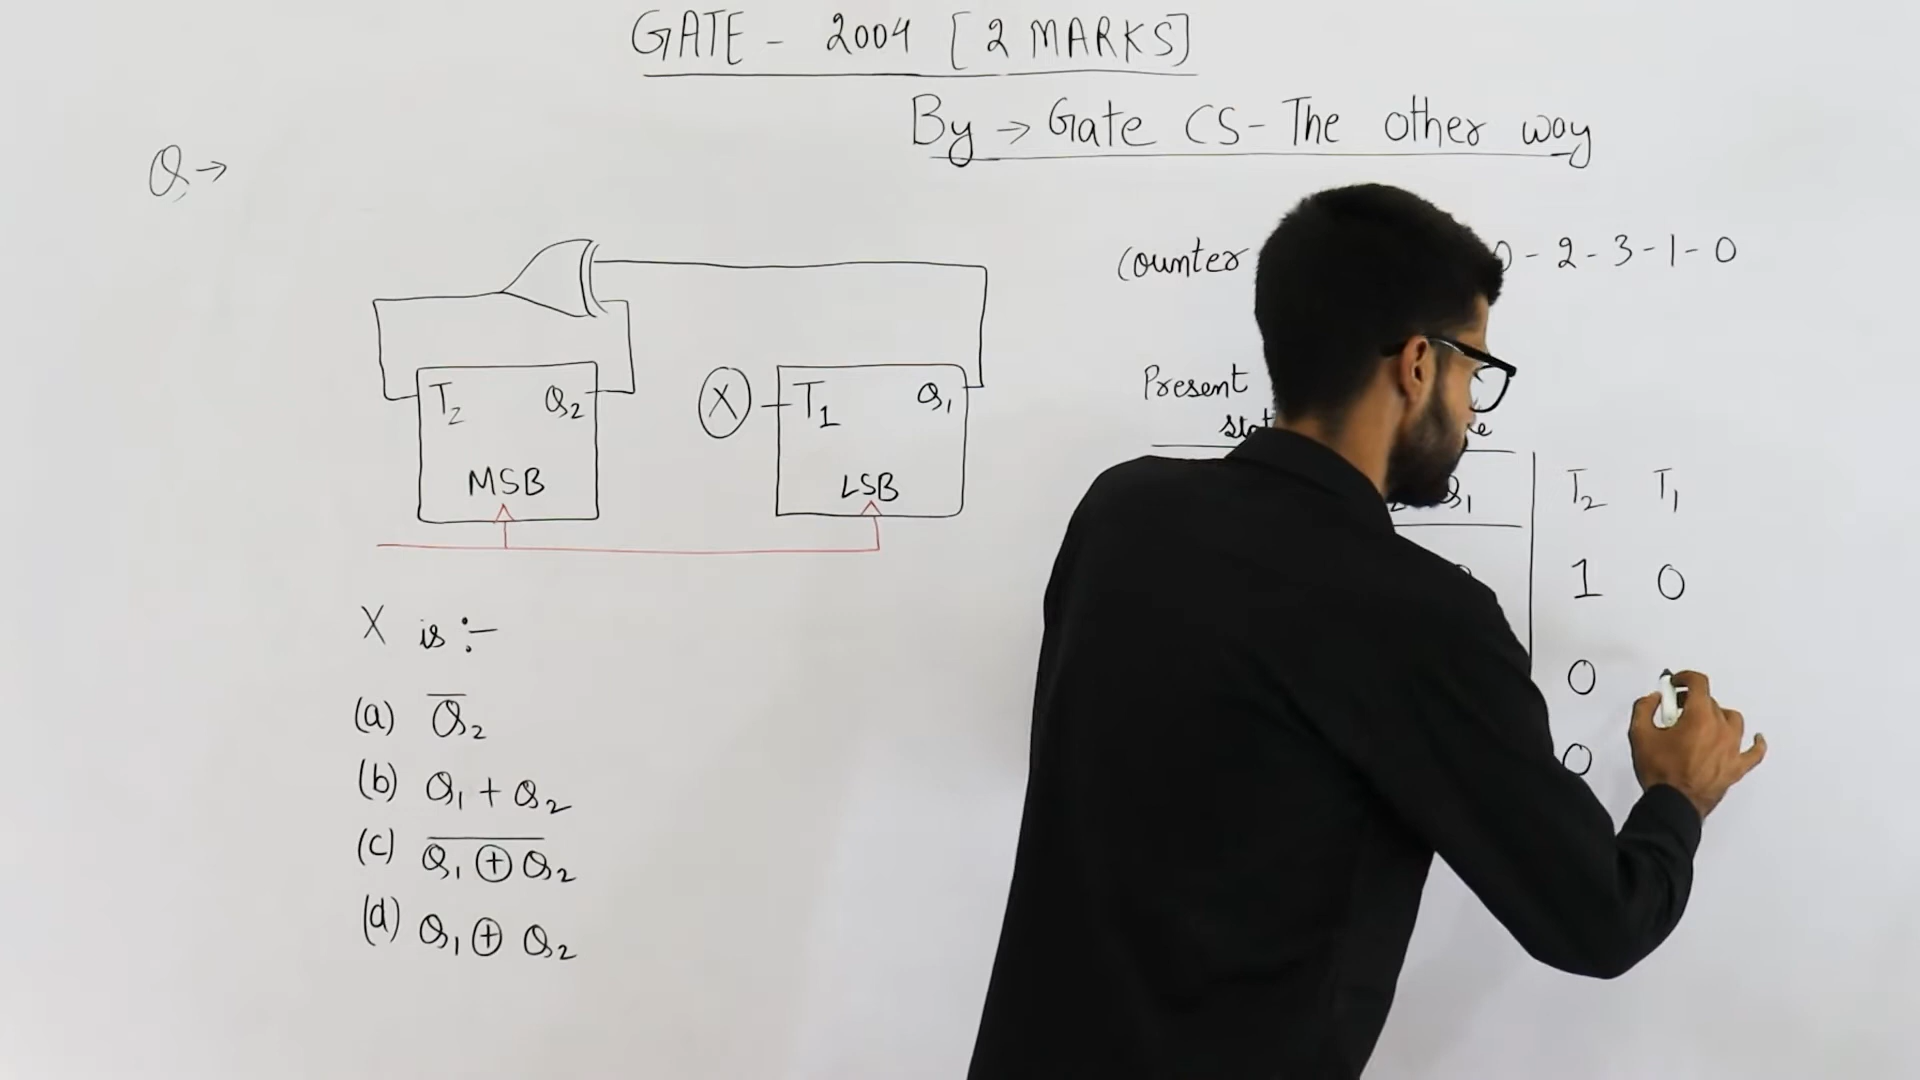 GATE - 2004 [2 MARKS]
By → Gate CS - The other way
Q →
Counter
0 - 2 - 3 - 1 - 0
T2 Q2
MSB
X
T1 Q1
LSB
Present
Q1
T2 T1
1 0
0
0
X is :-
(a) Q̅2
(b) Q1 + Q2
(c) \overline{Q1 ⊕ Q2}
(d) Q1 ⊕ Q2